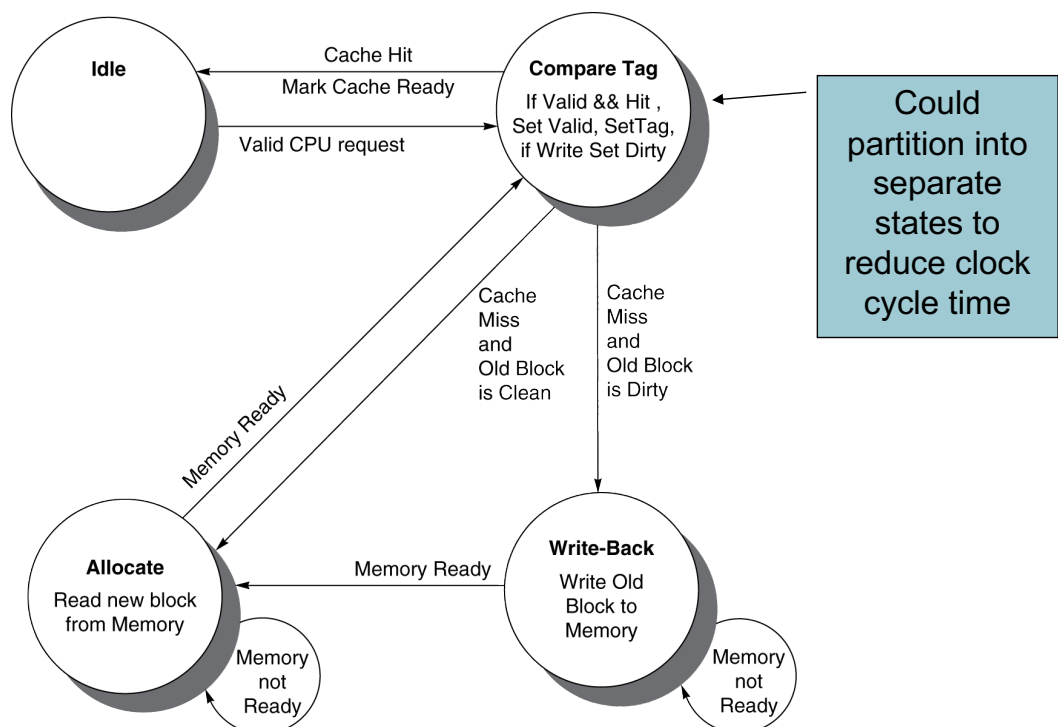 Idle
Cache Hit
Mark Cache Ready
Valid CPU request
Compare Tag
If Valid && Hit ,
Set Valid, SetTag,
if Write Set Dirty
Could
partition into
separate
states to
reduce clock
cycle time
Cache
Miss
and
Old Block
is Clean
Cache
Miss
and
Old Block
is Dirty
Memory Ready
Allocate
Read new block
from Memory
Memory
not
Ready
Memory Ready
Write-Back
Write Old
Block to
Memory
Memory
not
Ready